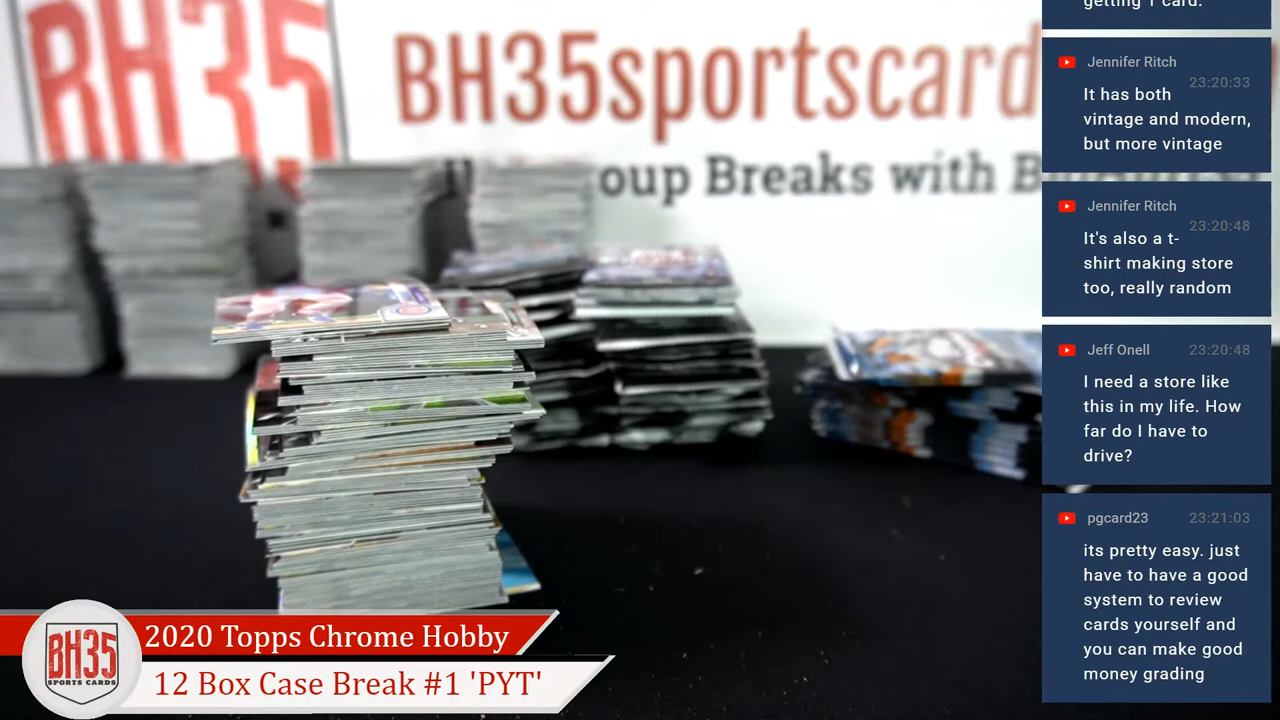 BH35
BH35sportscard
oup Breaks with
getting 1 card.
Jennifer Ritch
23:20:33
It has both
vintage and modern,
but more vintage
Jennifer Ritch
23:20:48
It's also a t-
shirt making store
too, really random
Jeff Onell 23:20:48
I need a store like
this in my life. How
far do I have to
drive?
pgcard23 23:21:03
its pretty easy. just
have to have a good
system to review
cards yourself and
you can make good
money grading
BH35
SPORTS CARDS
2020 Topps Chrome Hobby
12 Box Case Break #1 'PYT'